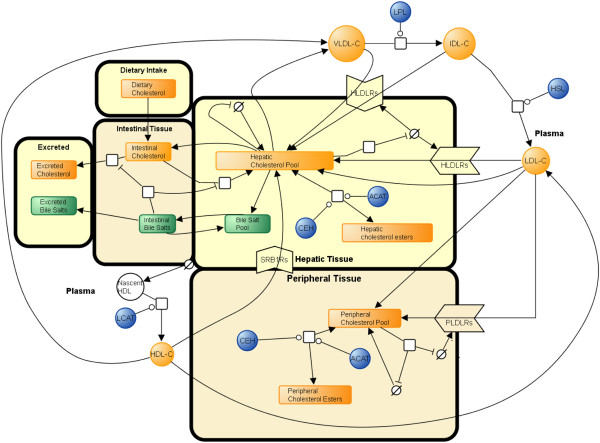 LPL
VLDL-C
IDL-C
Dietary Intake
Dietary
Cholesterol
HLDLRs
HSL
Plasma
Excreted
Intestinal Tissue
Excreted
Cholesterol
Intestinal
Cholesterol
Hepatic
Cholesterol Pool
HLDLRs
LDL-C
Excreted
Bile Salts
Intestinal
Bile Salts
Bile Salt
Pool
CEH
ACAT
Hepatic
cholesterol esters
SRB1Rs
Hepatic Tissue
Peripheral Tissue
Plasma
Nascent
HDL
LCAT
HDL-C
Peripheral
Cholesterol Pool
PLDLRs
CEH
ACAT
Peripheral
Cholesterol Esters